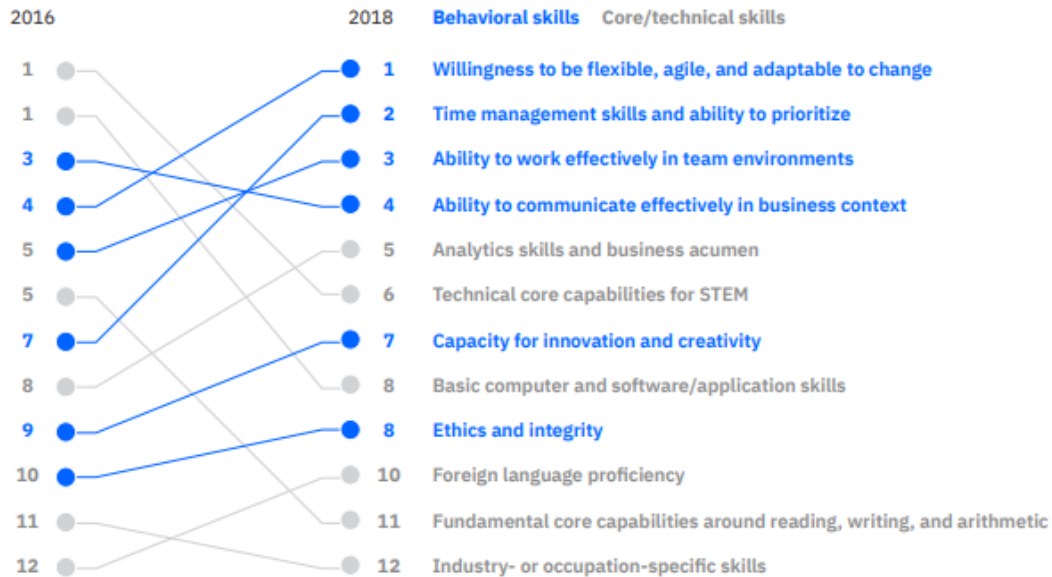 2016 2018 Behavioral skills Core/technical skills
1 1 Willingness to be flexible, agile, and adaptable to change
1 2 Time management skills and ability to prioritize
3 3 Ability to work effectively in team environments
4 4 Ability to communicate effectively in business context
5 5 Analytics skills and business acumen
5 6 Technical core capabilities for STEM
7 7 Capacity for innovation and creativity
8 8 Basic computer and software/application skills
9 8 Ethics and integrity
10 10 Foreign language proficiency
11 11 Fundamental core capabilities around reading, writing, and arithmetic
12 12 Industry- or occupation-specific skills